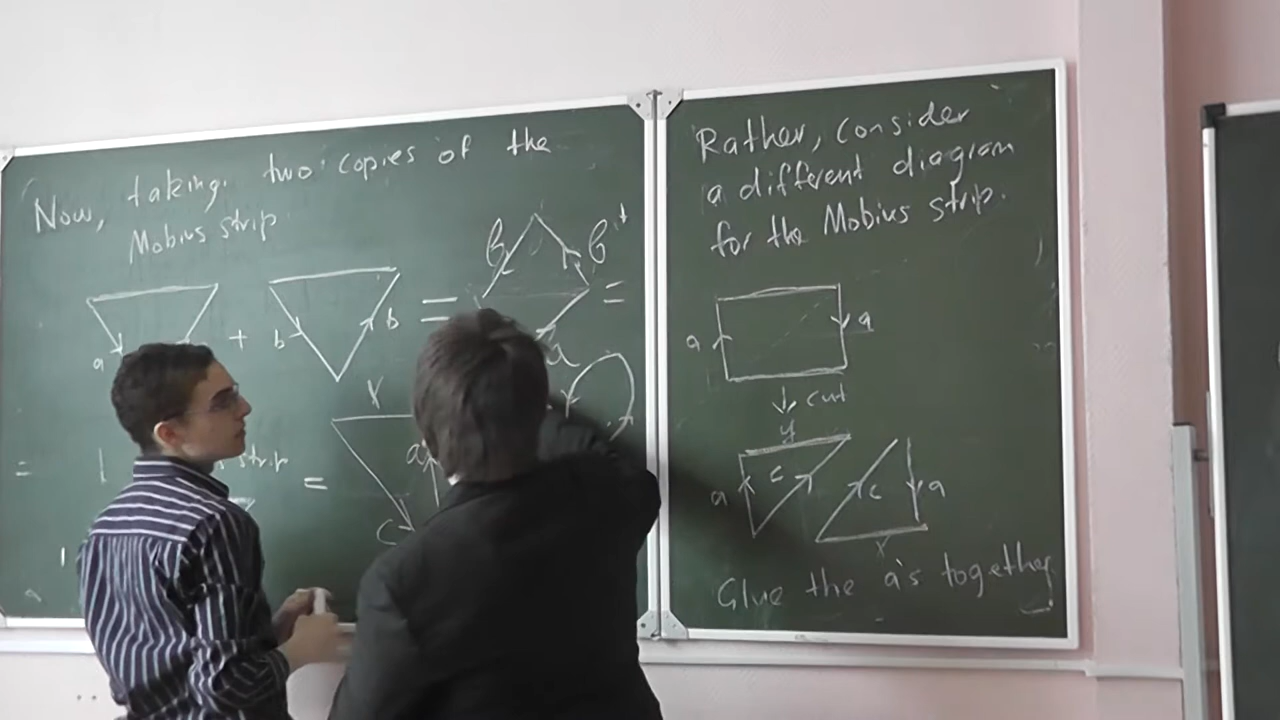 Now, taking two copies of the
Mobius strip
a + b b = b b =
a
x
= strip = a
c
Rather, consider
a different diagram
for the Mobius strip.
a a
↓ cut
y
a c c a
x
Glue the a's together